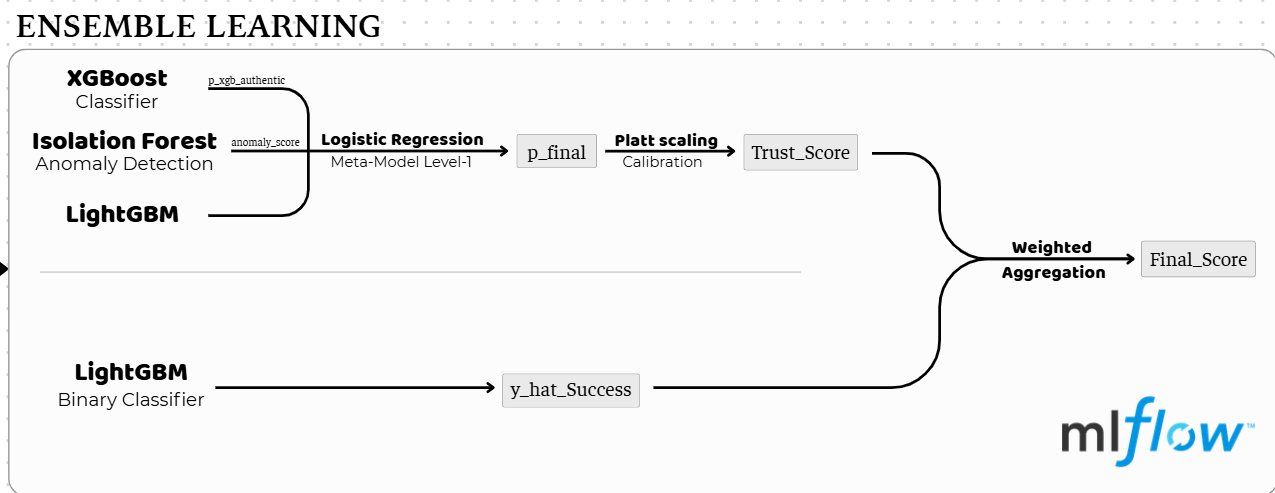 ENSEMBLE LEARNING
XGBoost
Classifier
p_xgb_authentic
Isolation Forest
Anomaly Detection
anomaly_score
LightGBM
Logistic Regression
Meta-Model Level-1
p_final
Platt scaling
Calibration
Trust_Score
LightGBM
Binary Classifier
y_hat_Success
Weighted
Aggregation
Final_Score
mlflow™